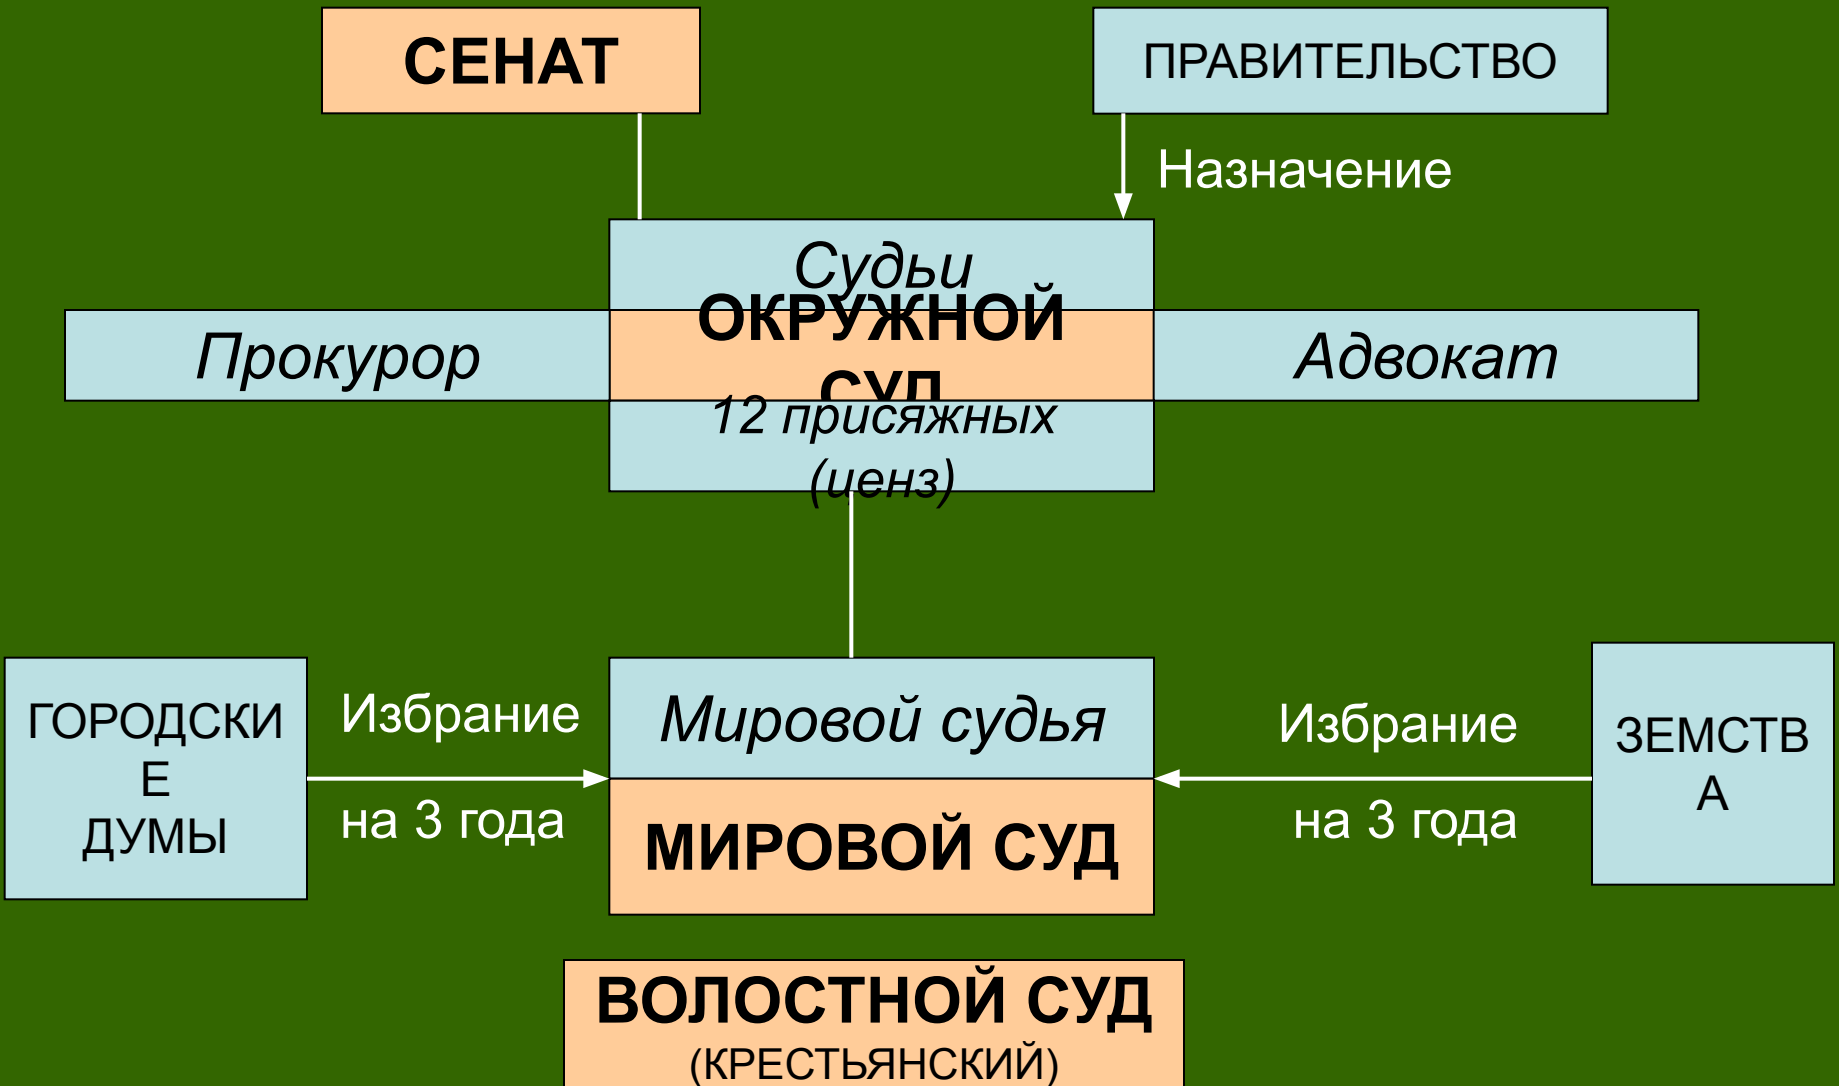 СЕНАТ
ПРАВИТЕЛЬСТВО
Назначение
Судьи
Прокурор
ОКРУЖНОЙ
СУД
Адвокат
12 присяжных
(ценз)
ГОРОДСКИ
Е
ДУМЫ
Избрание
на 3 года
Мировой судья
МИРОВОЙ СУД
Избрание
на 3 года
ЗЕМСТВ
А
ВОЛОСТНОЙ СУД
(КРЕСТЬЯНСКИЙ)